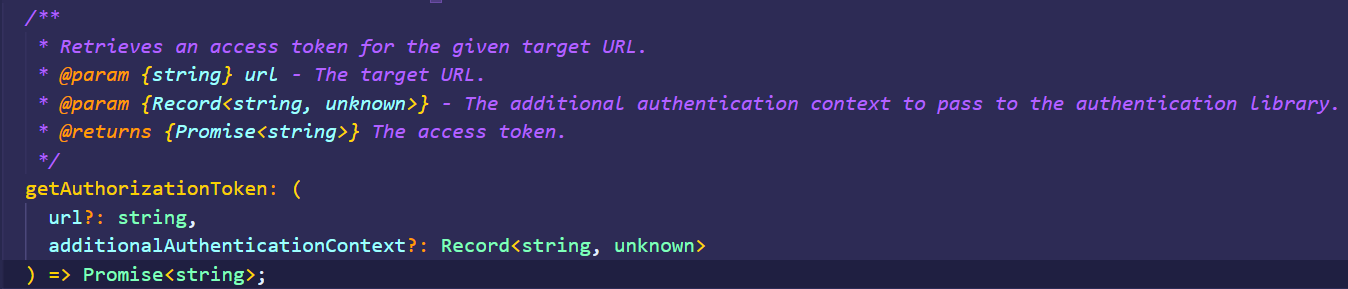 /**
* Retrieves an access token for the given target URL.
* @param {string} url - The target URL.
* @param {Record<string, unknown>} - The additional authentication context to pass to the authentication library.
* @returns {Promise<string>} The access token.
*/
getAuthorizationToken: (
url?: string,
additionalAuthenticationContext?: Record<string, unknown>
) => Promise<string>;